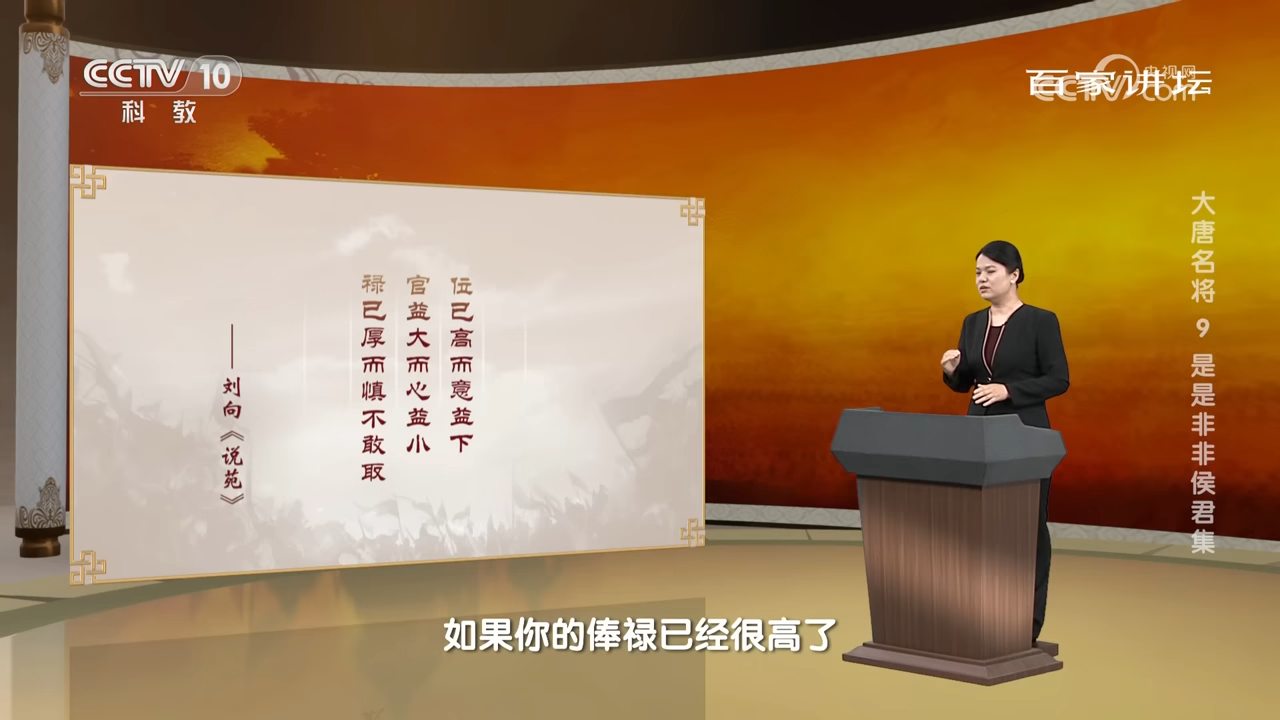 CCTV 10
科教
百家讲坛
央视网
CCTV.com
位已高而意益下
官益大而心益小
禄已厚而慎不敢取
——刘向《说苑》
大唐名将 9 是是非非侯君集
如果你的俸禄已经很高了